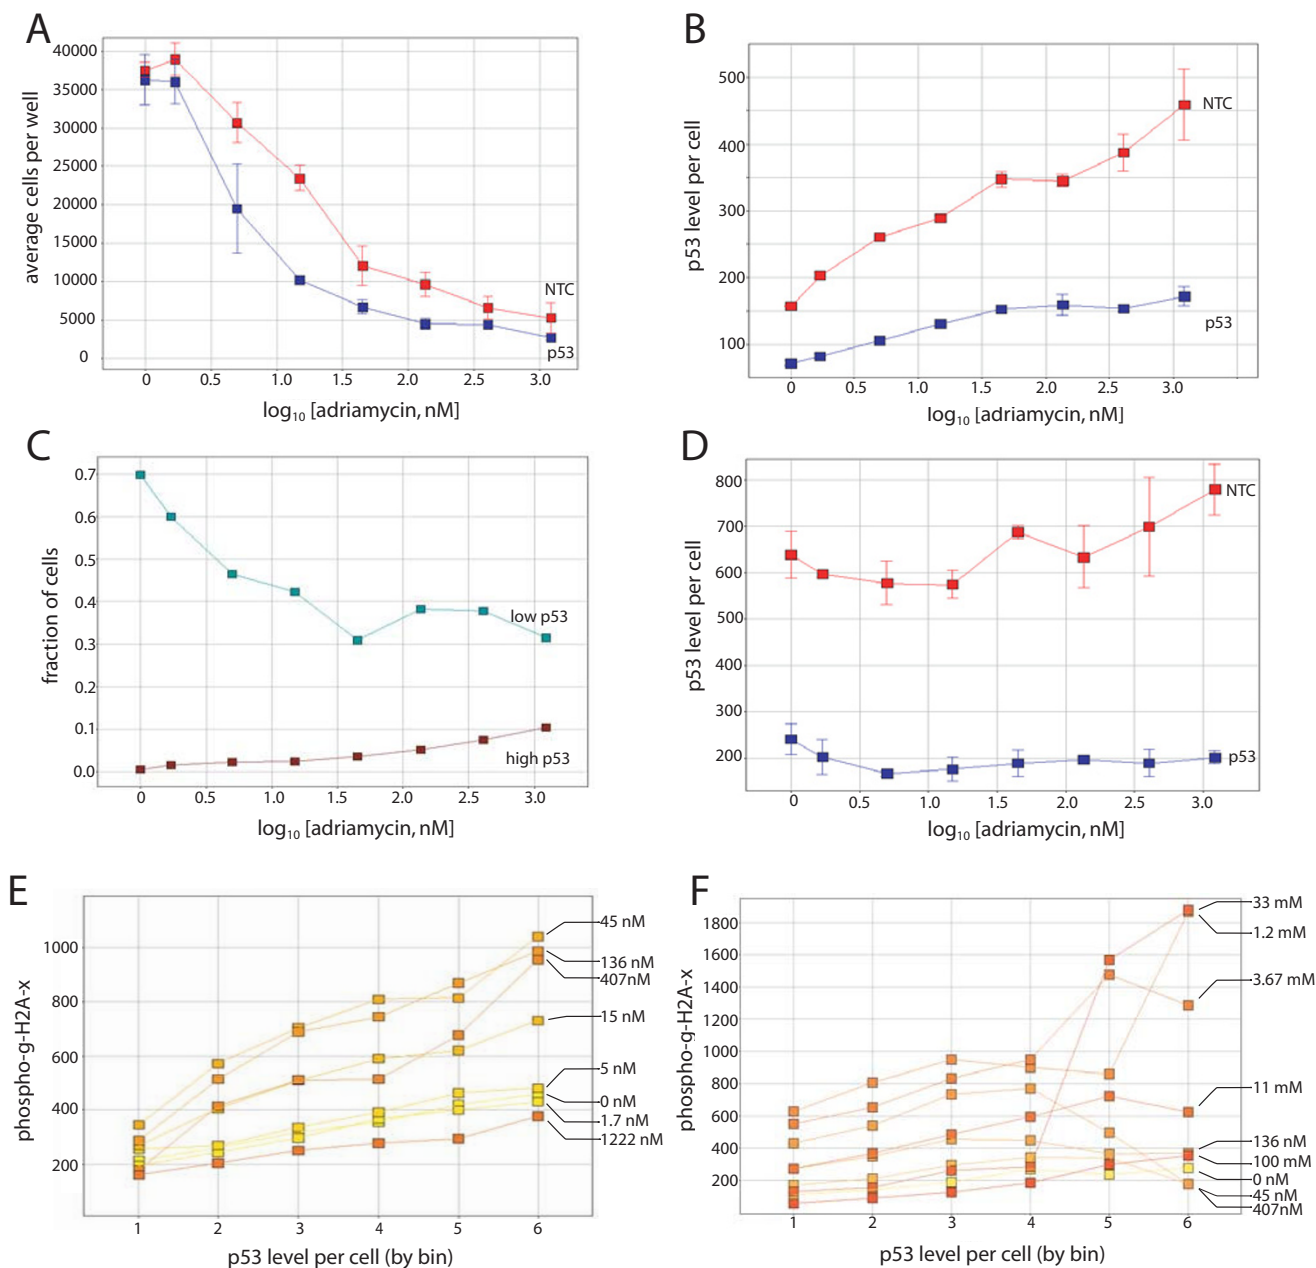 A
40000
35000
30000
25000
20000
15000
10000
5000
0
average cells per well
NTC
p53
0 0.5 1.0 1.5 2.0 2.5 3.0
log10 [adriamycin, nM]
B
500
400
300
200
100
p53 level per cell
NTC
p53
0 0.5 1.0 1.5 2.0 2.5 3.0
log10 [adriamycin, nM]
C
0.7
0.6
0.5
0.4
0.3
0.2
0.1
0.0
fraction of cells
low p53
high p53
0 0.5 1.0 1.5 2.0 2.5 3.0
log10 [adriamycin, nM]
D
800
700
600
500
400
300
200
p53 level per cell
NTC
p53
0 0.5 1.0 1.5 2.0 2.5 3.0
log10 [adriamycin, nM]
E
1000
800
600
400
200
phospho-g-H2A-x
45 nM
136 nM
407nM
15 nM
5 nM
0 nM
1.7 nM
1222 nM
1 2 3 4 5 6
p53 level per cell (by bin)
F
1800
1600
1400
1200
1000
800
600
400
200
phospho-g-H2A-x
33 mM
1.2 mM
3.67 mM
11 mM
136 nM
100 mM
0 nM
45 nM
407nM
1 2 3 4 5 6
p53 level per cell (by bin)